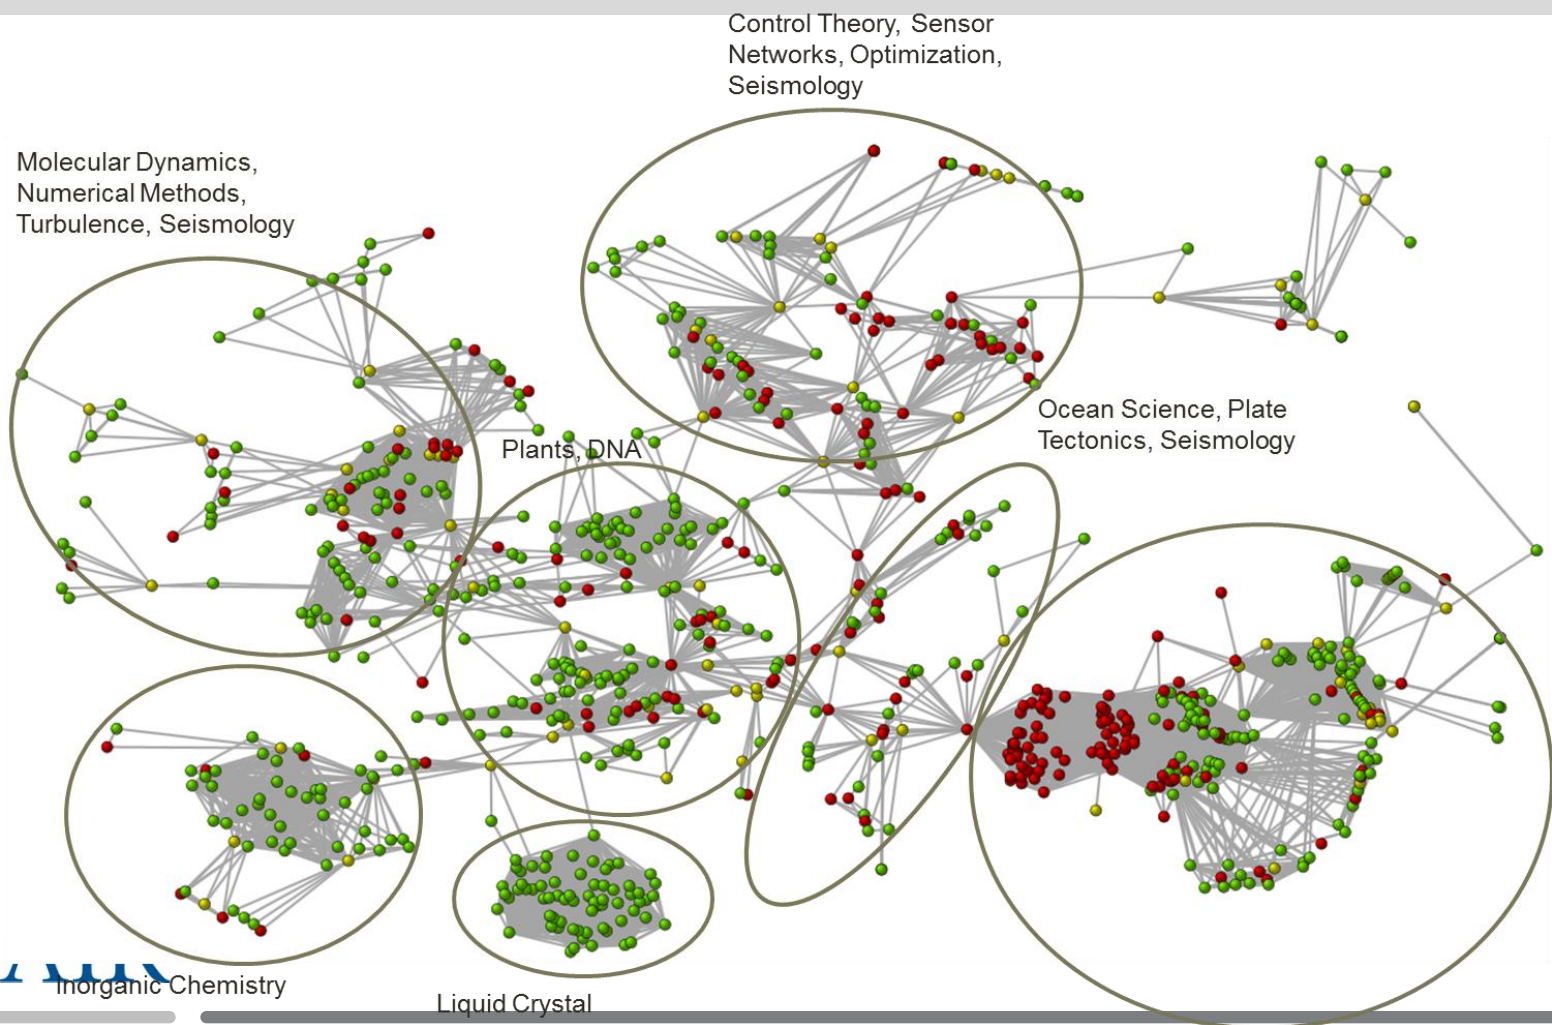 Control Theory, Sensor
Networks, Optimization,
Seismology
Molecular Dynamics,
Numerical Methods,
Turbulence, Seismology
Ocean Science, Plate
Tectonics, Seismology
Plants, DNA
Inorganic Chemistry
Liquid Crystal